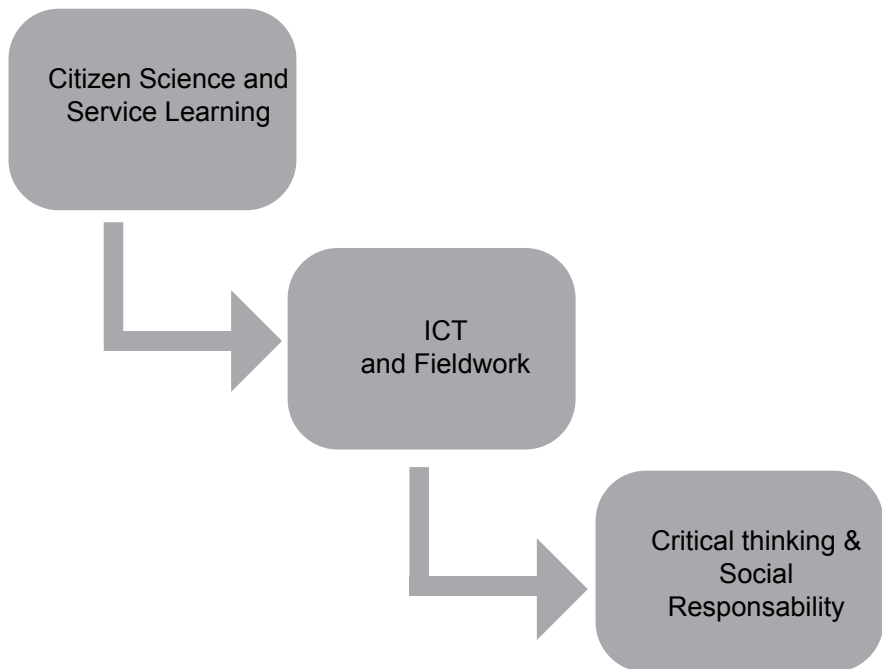 Citizen Science and
Service Learning
ICT
and Fieldwork
Critical thinking &
Social
Responsability